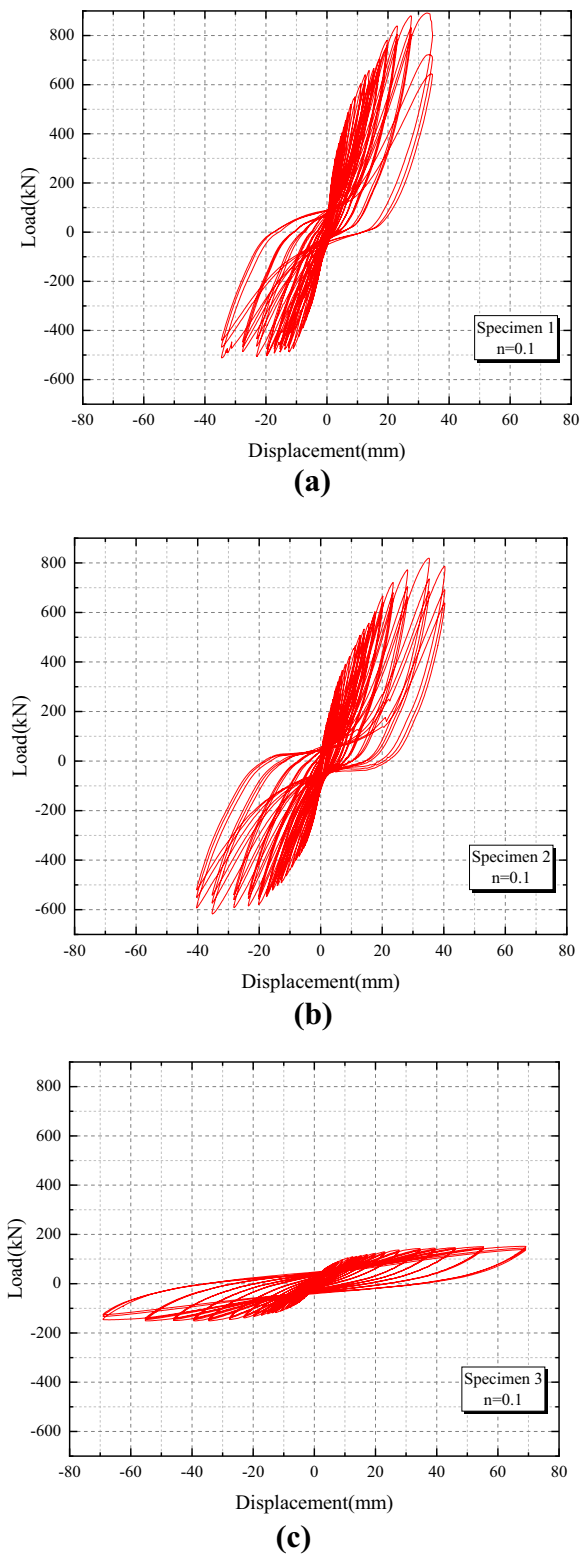 800
600
400
200
0
-200
-400
-600
Load(kN)
Specimen 1
n=0.1
-80 -60 -40 -20 0 20 40 60 80
Displacement(mm)
(a)
800
600
400
200
0
-200
-400
-600
Load(kN)
Specimen 2
n=0.1
-80 -60 -40 -20 0 20 40 60 80
Displacement(mm)
(b)
800
600
400
200
0
-200
-400
-600
Load(kN)
Specimen 3
n=0.1
-80 -60 -40 -20 0 20 40 60 80
Displacement(mm)
(c)